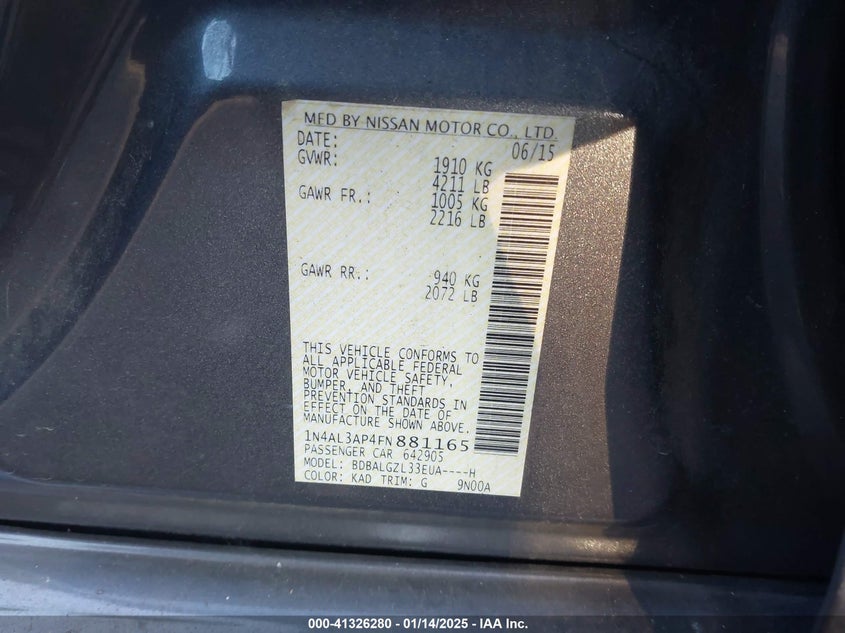 MFD BY NISSAN MOTOR CO., LTD.
DATE: 06/15
GVWR: 1910 KG
4211 LB
GAWR FR.: 1005 KG
2216 LB
GAWR RR.: 940 KG
2072 LB
THIS VEHICLE CONFORMS TO
ALL APPLICABLE FEDERAL
MOTOR VEHICLE SAFETY,
BUMPER, AND THEFT
PREVENTION STANDARDS IN
EFFECT ON THE DATE OF
MANUFACTURE SHOWN ABOVE.
1N4AL3AP4FN881165
PASSENGER CAR 642905
MODEL: BDBALGZL33EUA----H
COLOR: KAD TRIM: G 9N00A
000-41326280 - 01/14/2025 - IAA Inc.